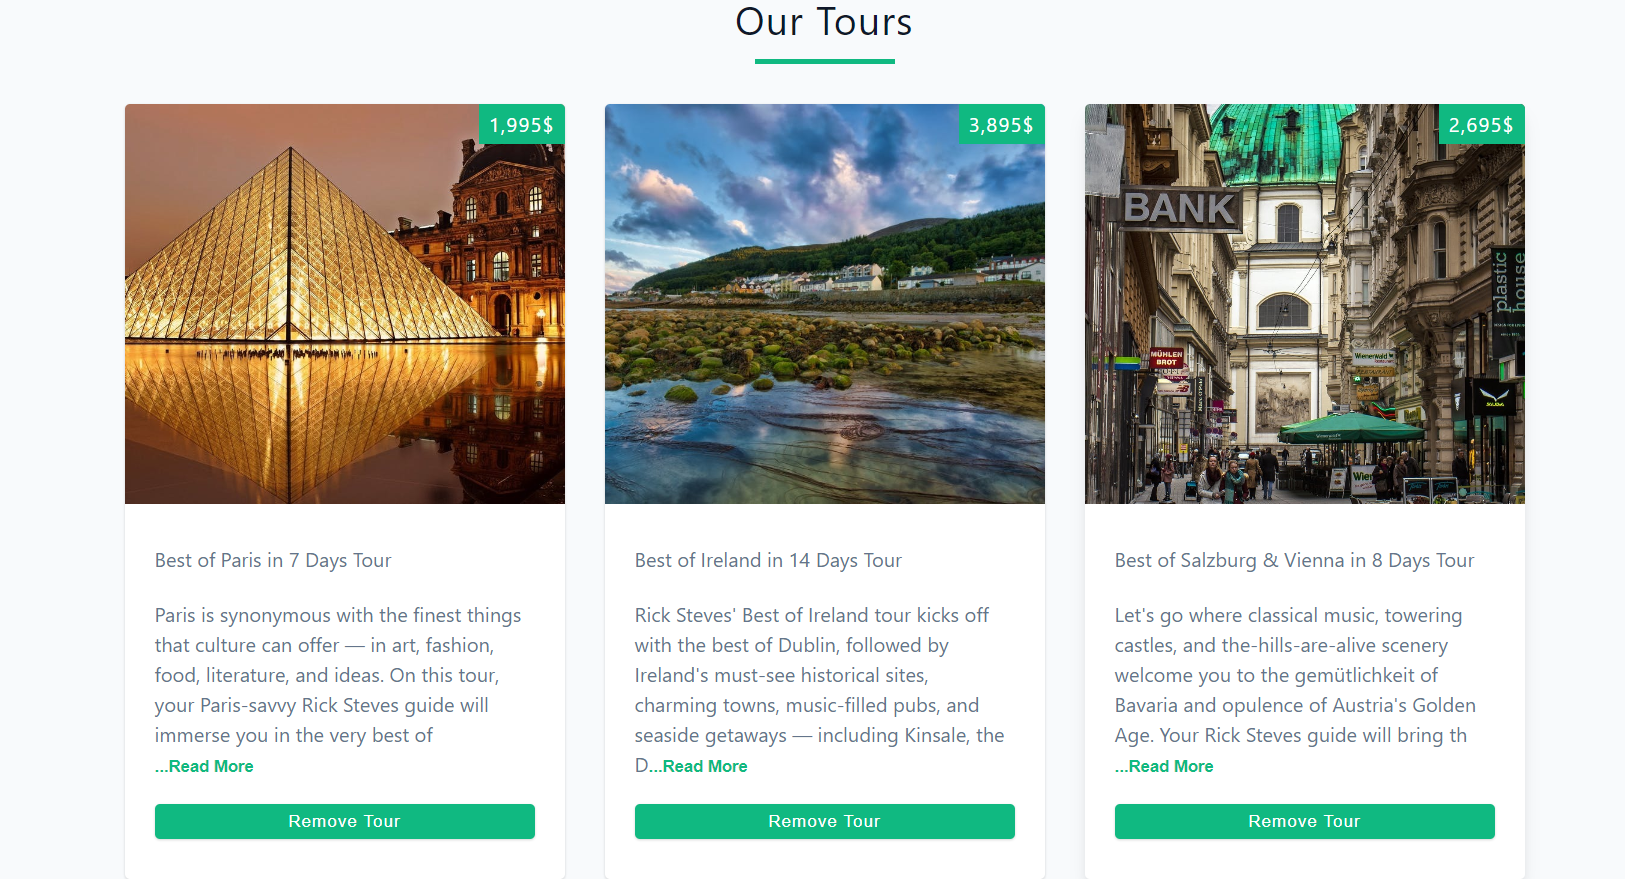 Our Tours
1,995$
3,895$
2,695$
BANK
plastic
house
MÜHLEN
BROT
Wienerwald
Wien
Best of Paris in 7 Days Tour
Paris is synonymous with the finest things
that culture can offer — in art, fashion,
food, literature, and ideas. On this tour,
your Paris-savvy Rick Steves guide will
immerse you in the very best of
...Read More
Remove Tour
Best of Ireland in 14 Days Tour
Rick Steves' Best of Ireland tour kicks off
with the best of Dublin, followed by
Ireland's must-see historical sites,
charming towns, music-filled pubs, and
seaside getaways — including Kinsale, the
D...Read More
Remove Tour
Best of Salzburg & Vienna in 8 Days Tour
Let's go where classical music, towering
castles, and the-hills-are-alive scenery
welcome you to the gemütlichkeit of
Bavaria and opulence of Austria's Golden
Age. Your Rick Steves guide will bring th
...Read More
Remove Tour